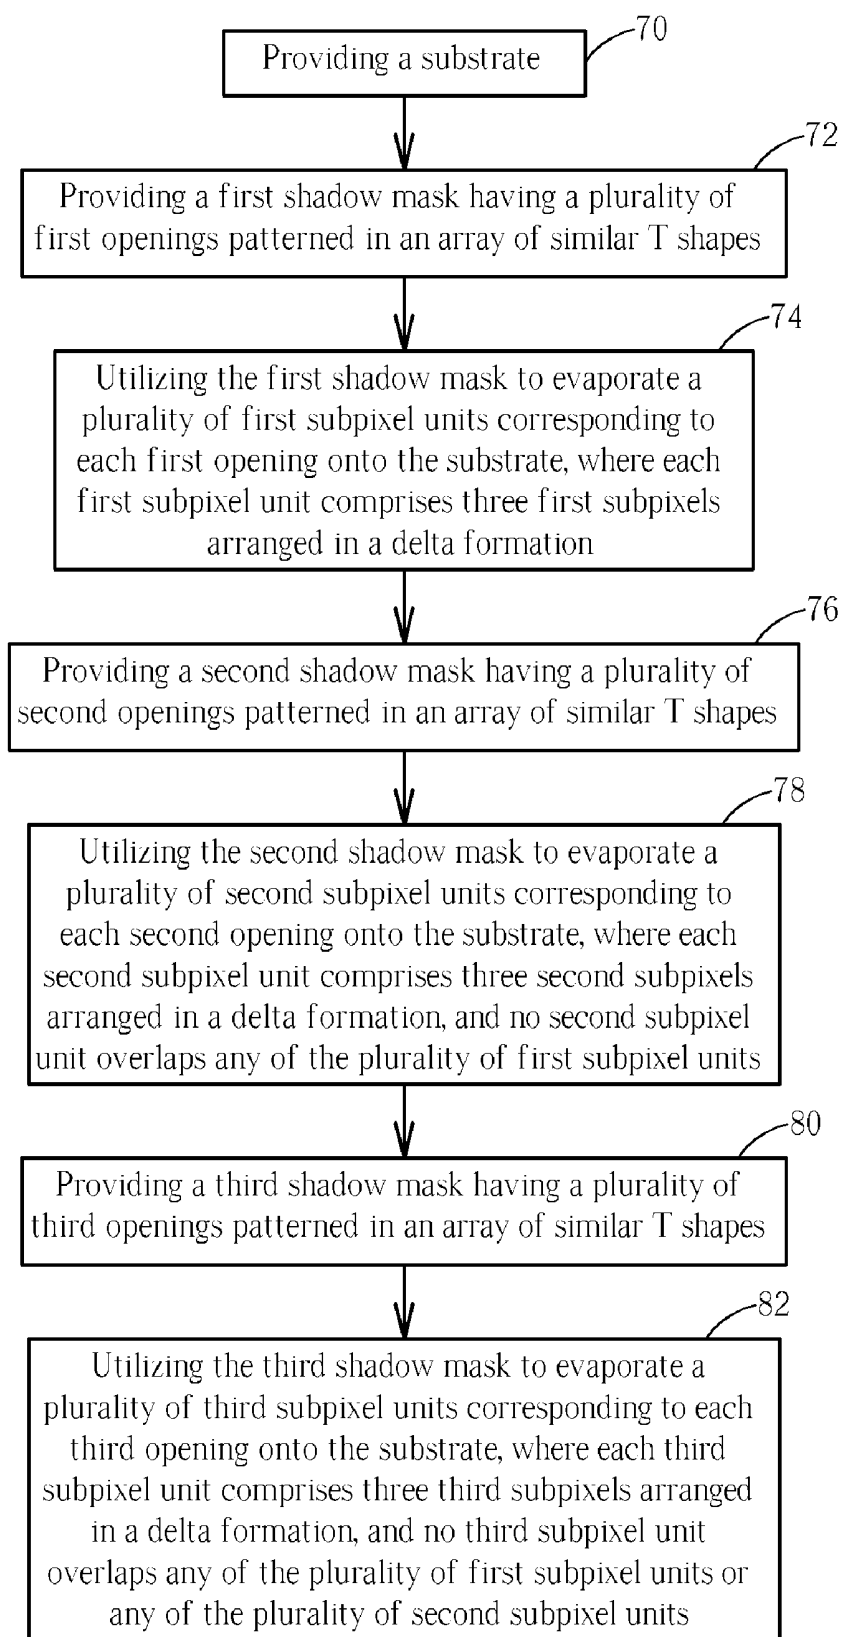 70
Providing a substrate
72
Providing a first shadow mask having a plurality of
first openings patterned in an array of similar T shapes
74
Utilizing the first shadow mask to evaporate a
plurality of first subpixel units corresponding to
each first opening onto the substrate, where each
first subpixel unit comprises three first subpixels
arranged in a delta formation
76
Providing a second shadow mask having a plurality of
second openings patterned in an array of similar T shapes
78
Utilizing the second shadow mask to evaporate a
plurality of second subpixel units corresponding to
each second opening onto the substrate, where each
second subpixel unit comprises three second subpixels
arranged in a delta formation, and no second subpixel
unit overlaps any of the plurality of first subpixel units
80
Providing a third shadow mask having a plurality of
third openings patterned in an array of similar T shapes
82
Utilizing the third shadow mask to evaporate a
plurality of third subpixel units corresponding to each
third opening onto the substrate, where each third
subpixel unit comprises three third subpixels arranged
in a delta formation, and no third subpixel unit
overlaps any of the plurality of first subpixel units or
any of the plurality of second subpixel units